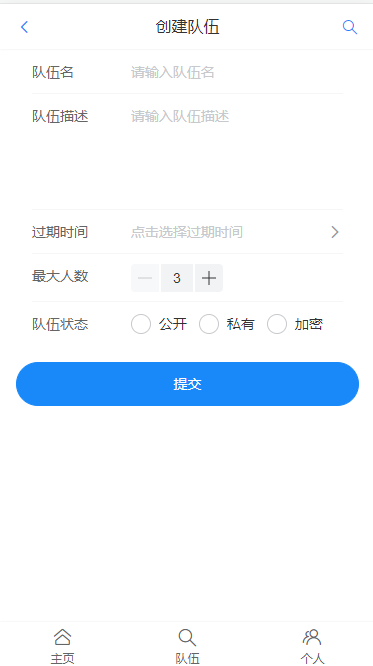 创建队伍
队伍名 请输入队伍名
队伍描述 请输入队伍描述
过期时间 点击选择过期时间
最大人数 3
队伍状态 公开 私有 加密
提交
主页 队伍 个人